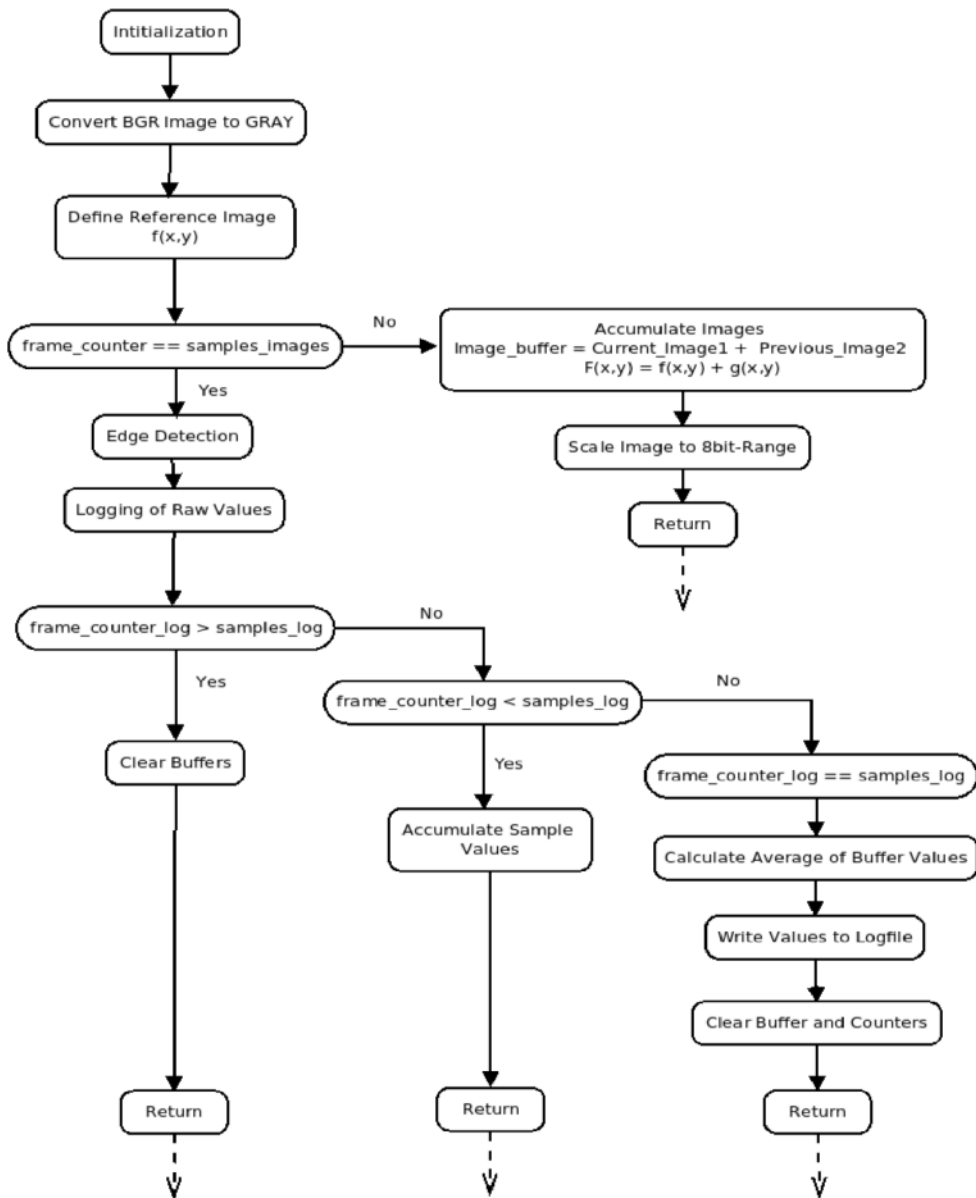 Intitialization
Convert BGR Image to GRAY
Define Reference Image
f(x,y)
frame_counter == samples_images
No
Accumulate Images
Image_buffer = Current_Image1 + Previous_Image2
F(x,y) = f(x,y) + g(x,y)
Yes
Edge Detection
Scale Image to 8bit-Range
Logging of Raw Values
Return
frame_counter_log > samples_log
No
Yes
frame_counter_log < samples_log
No
Clear Buffers
Yes
frame_counter_log == samples_log
Accumulate Sample
Values
Calculate Average of Buffer Values
Write Values to Logfile
Clear Buffer and Counters
Return
Return
Return